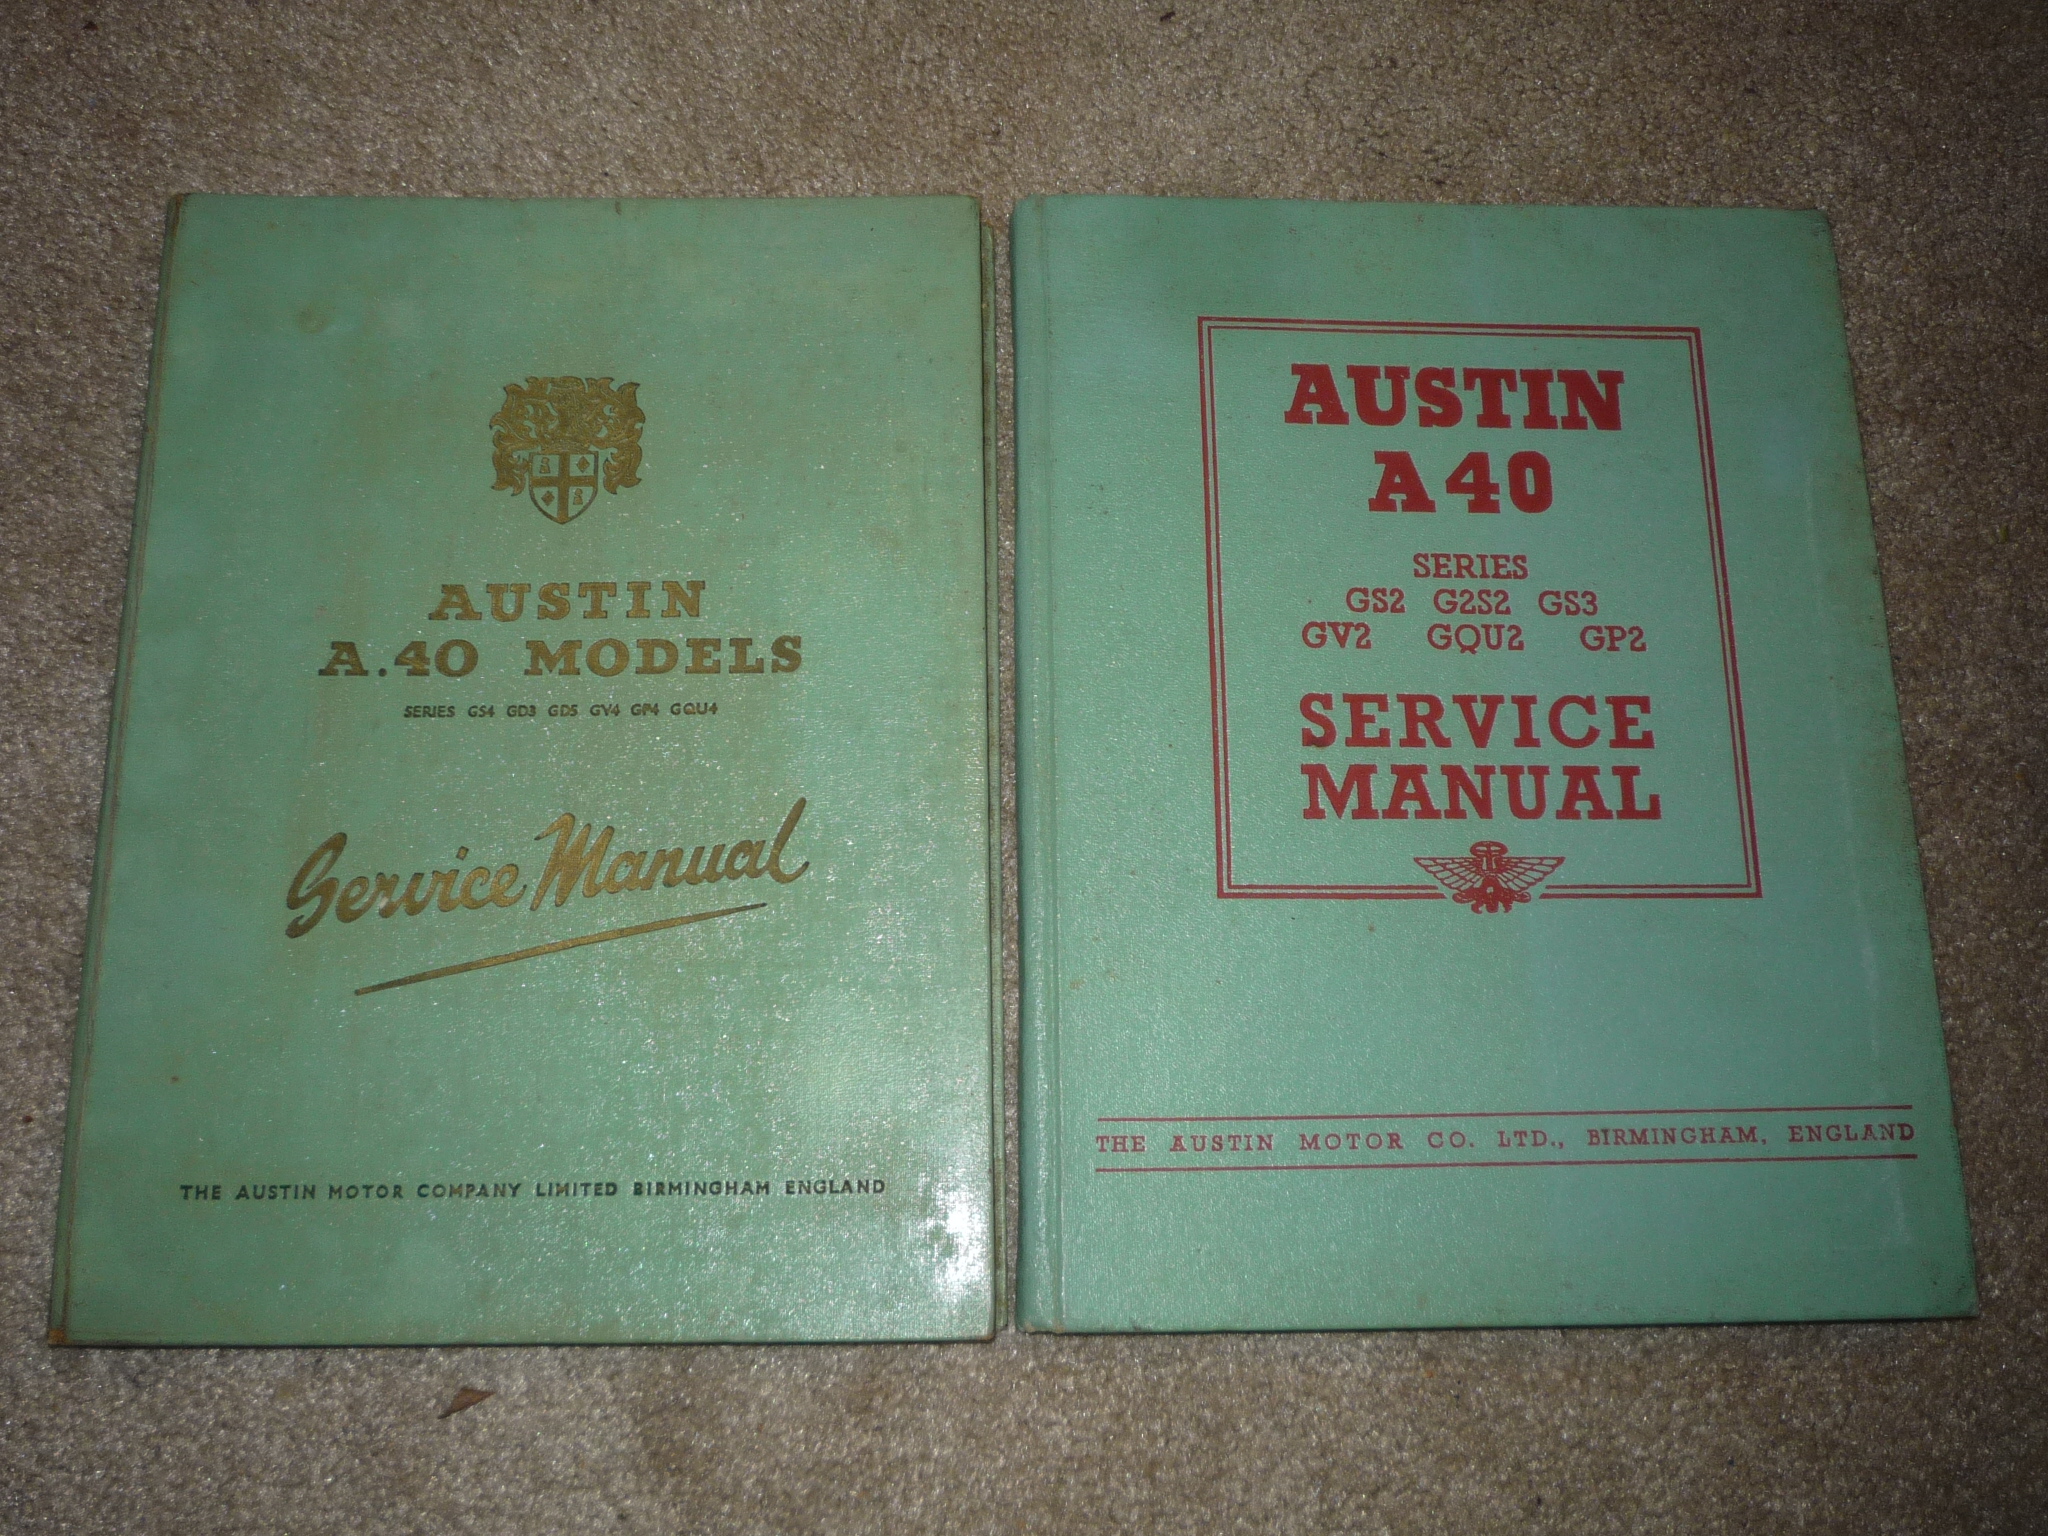 AUSTIN
A.40 MODELS
SERIES GS4 GD3 GD5 GV4 GP4 GQU4
Service Manual
THE AUSTIN MOTOR COMPANY LIMITED BIRMINGHAM ENGLAND
AUSTIN
A40
SERIES
GS2 G2S2 GS3
GV2 GQU2 GP2
SERVICE
MANUAL
THE AUSTIN MOTOR CO. LTD., BIRMINGHAM, ENGLAND